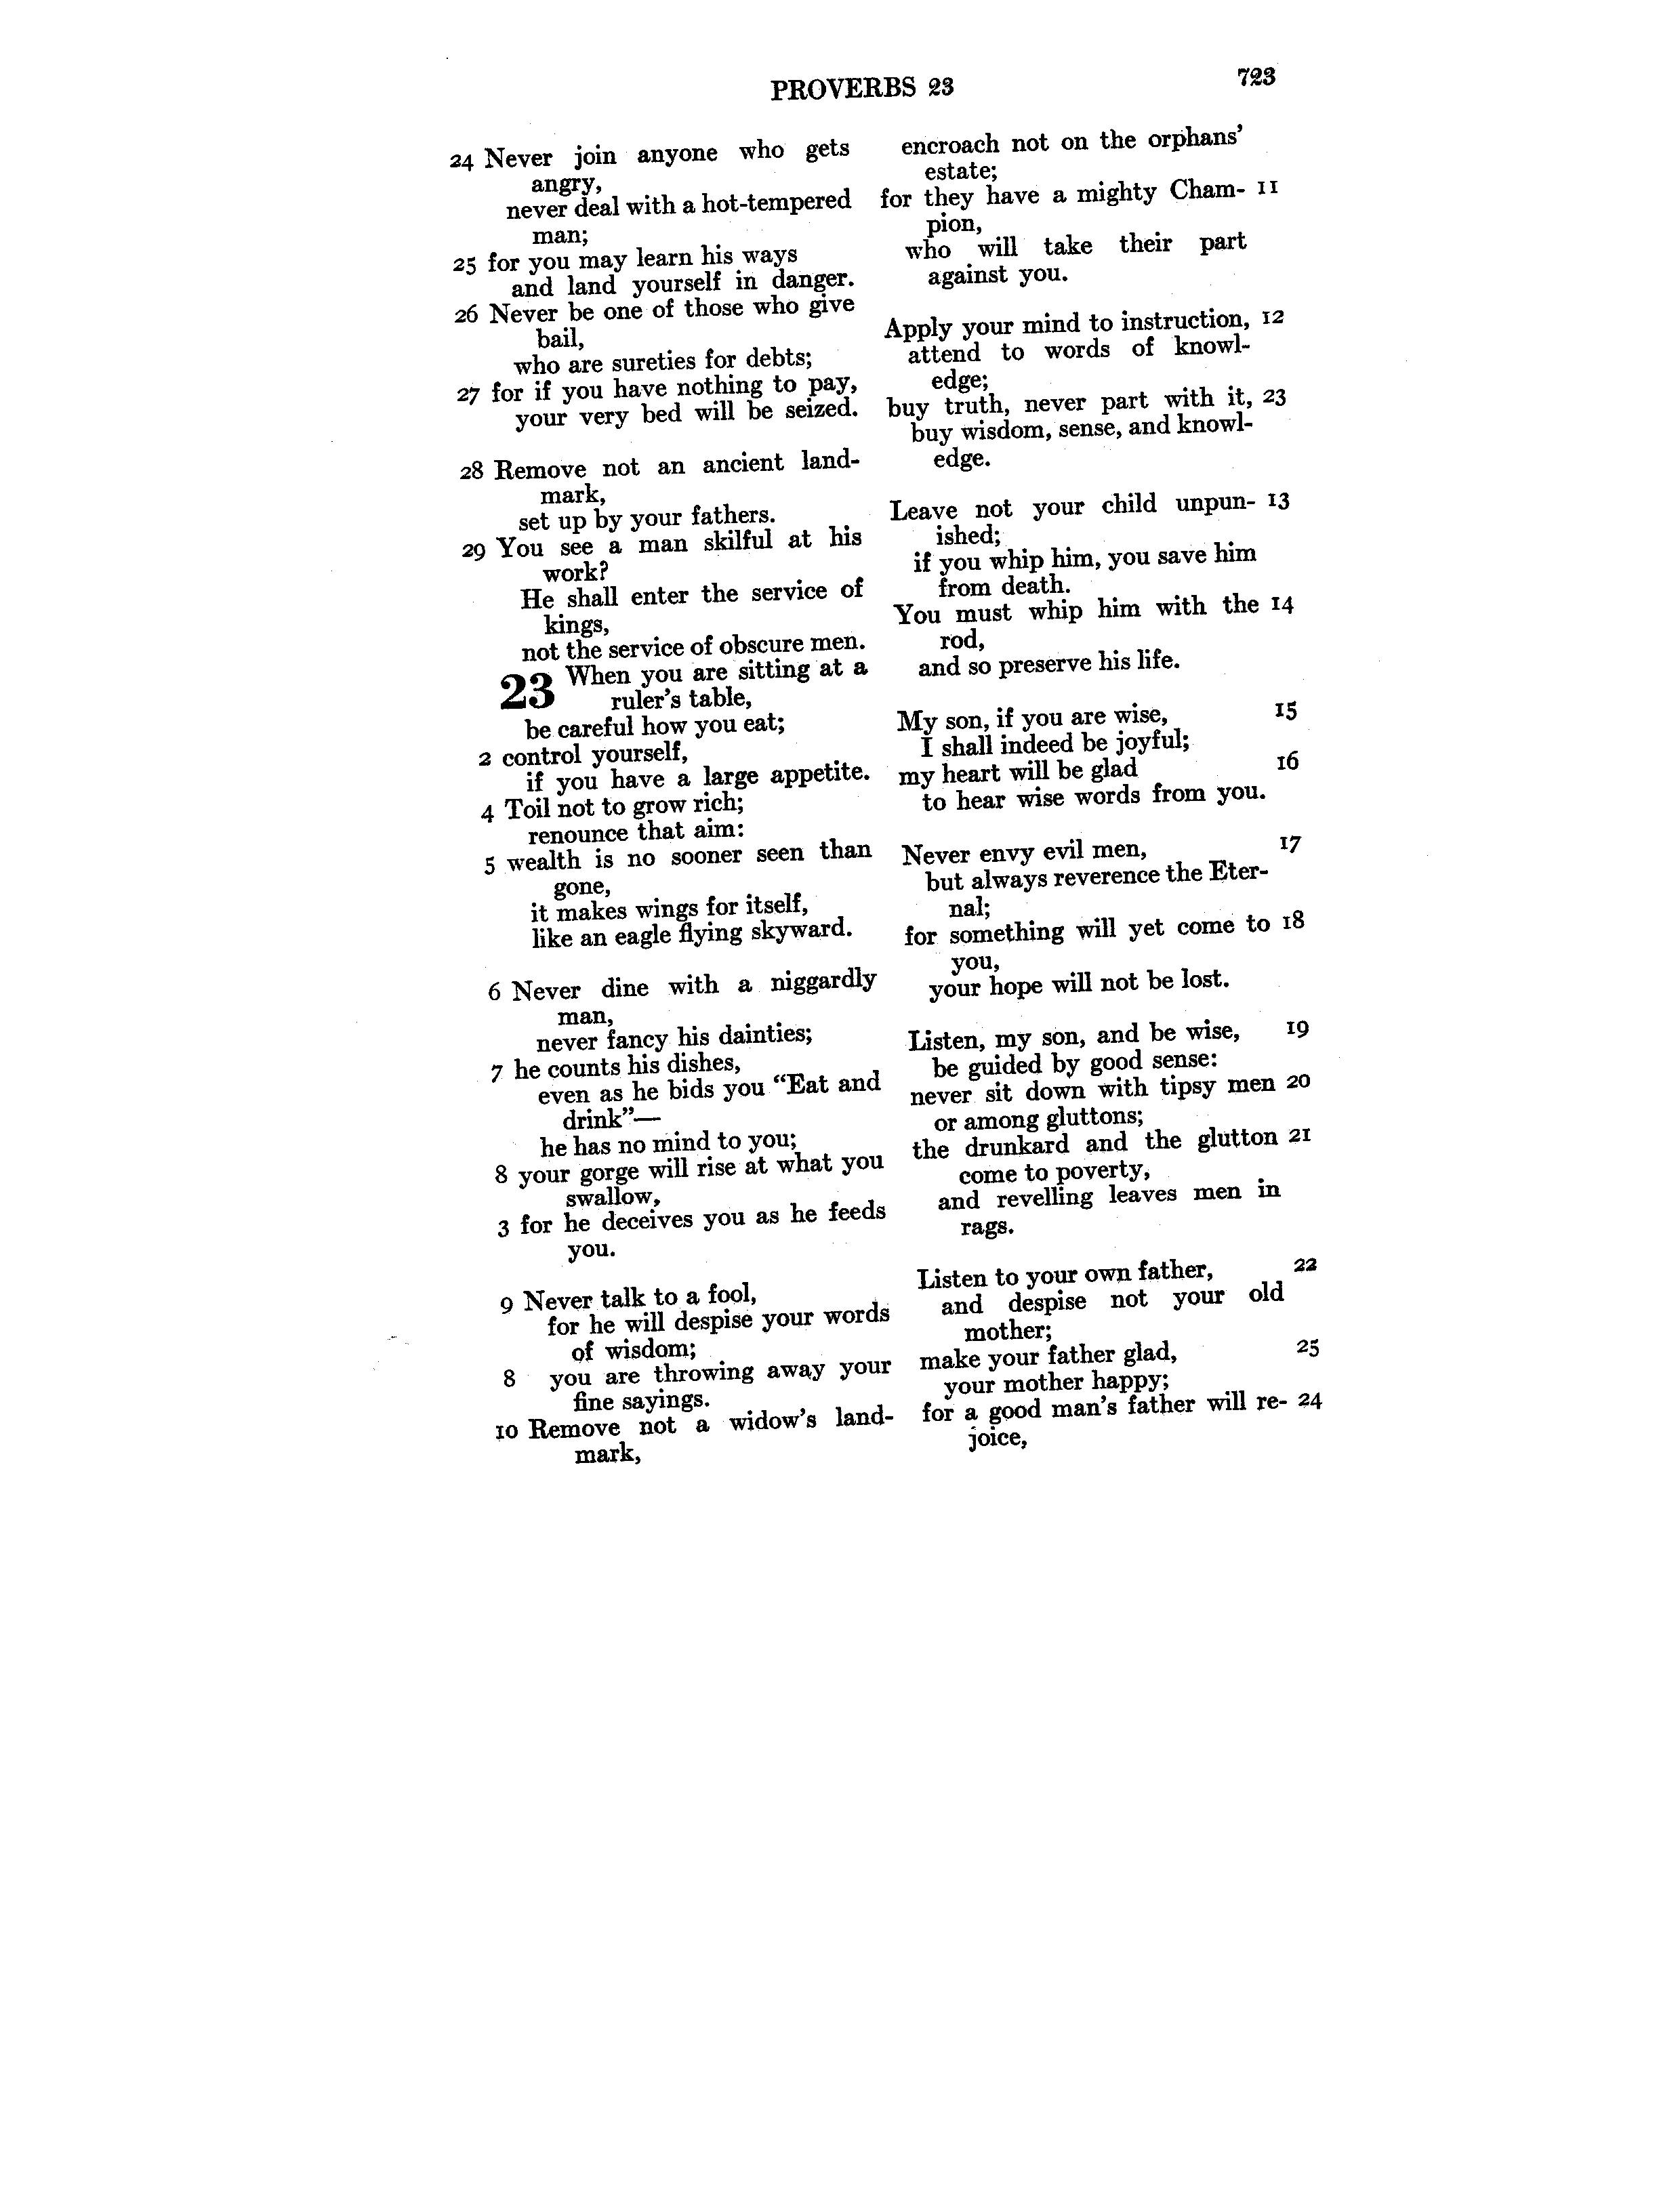 PROVERBS 23 723
24 Never join anyone who gets
angry,
never deal with a hot-tempered
man;
25 for you may learn his ways
and land yourself in danger.
26 Never be one of those who give
bail,
who are sureties for debts;
27 for if you have nothing to pay,
your very bed will be seized.
28 Remove not an ancient land-
mark,
set up by your fathers.
29 You see a man skilful at his
work?
He shall enter the service of
kings,
not the service of obscure men.
23 When you are sitting at a
ruler's table,
be careful how you eat;
2 control yourself,
if you have a large appetite.
4 Toil not to grow rich;
renounce that aim:
5 wealth is no sooner seen than
gone,
it makes wings for itself,
like an eagle flying skyward.
6 Never dine with a niggardly
man,
never fancy his dainties;
7 he counts his dishes,
even as he bids you "Eat and
drink"—
he has no mind to you;
8 your gorge will rise at what you
swallow,
3 for he deceives you as he feeds
you.
9 Never talk to a fool,
for he will despise your words
of wisdom;
8 you are throwing away your
fine sayings.
10 Remove not a widow's land-
mark,
encroach not on the orphans'
estate;
for they have a mighty Cham- 11
pion,
who will take their part
against you.
Apply your mind to instruction, 12
attend to words of knowl-
edge;
buy truth, never part with it, 23
buy wisdom, sense, and knowl-
edge.
Leave not your child unpun- 13
ished;
if you whip him, you save him
from death.
You must whip him with the 14
rod,
and so preserve his life.
My son, if you are wise, 15
I shall indeed be joyful;
my heart will be glad 16
to hear wise words from you.
Never envy evil men, 17
but always reverence the Eter-
nal;
for something will yet come to 18
you,
your hope will not be lost.
Listen, my son, and be wise, 19
be guided by good sense:
never sit down with tipsy men 20
or among gluttons;
the drunkard and the glutton 21
come to poverty,
and revelling leaves men in
rags.
Listen to your own father, 22
and despise not your old
mother;
make your father glad, 25
your mother happy;
for a good man's father will re- 24
joice,